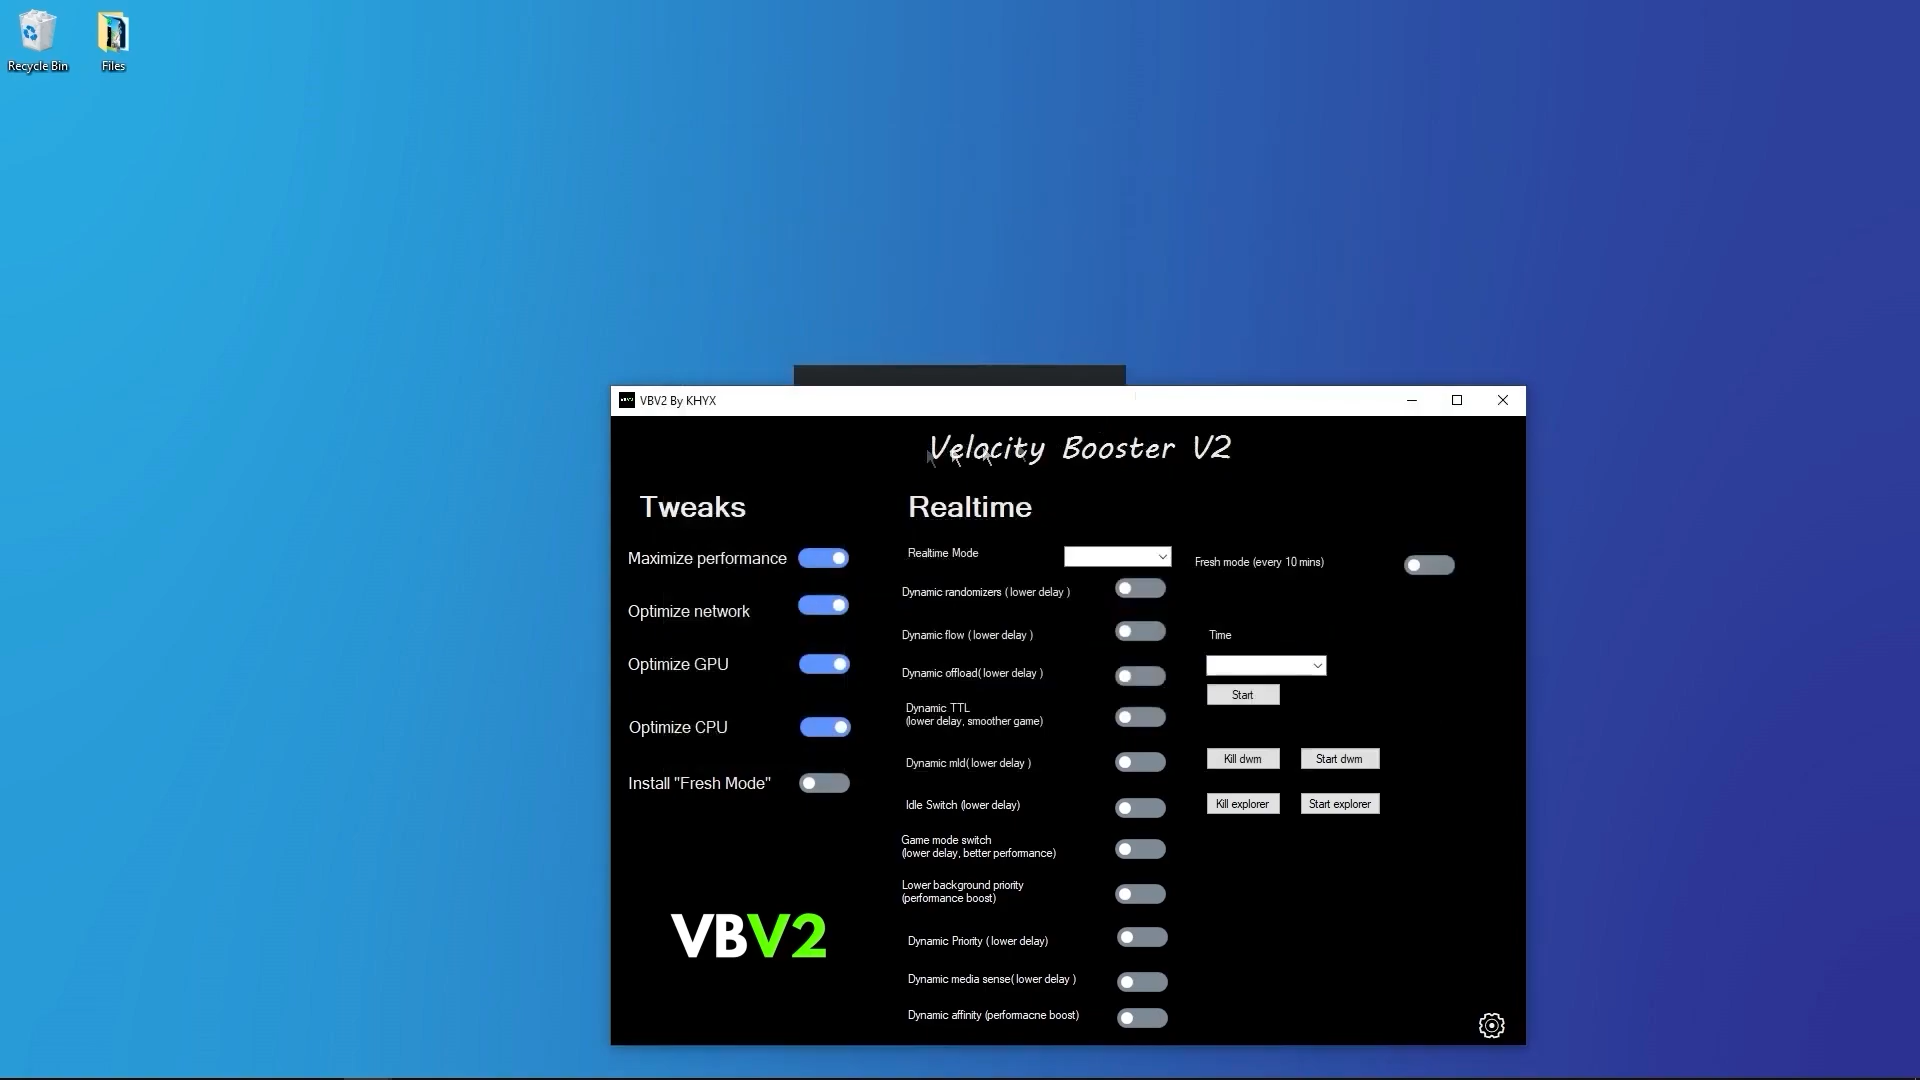 Recycle Bin
Files
VBV2 By KHYX
Velocity Booster V2
Tweaks
Maximize performance
Optimize network
Optimize GPU
Optimize CPU
Install "Fresh Mode"
VBV2
Realtime
Realtime Mode
Dynamic randomizers ( lower delay )
Dynamic flow ( lower delay )
Dynamic offload( lower delay )
Dynamic TTL
(lower delay, smoother game)
Dynamic mld( lower delay )
Idle Switch (lower delay)
Game mode switch
(lower delay, better performance)
Lower background priority
(performance boost)
Dynamic Priority ( lower delay)
Dynamic media sense( lower delay )
Dynamic affinity (performacne boost)
Fresh mode (every 10 mins)
Time
Start
Kill dwm
Start dwm
Kill explorer
Start explorer